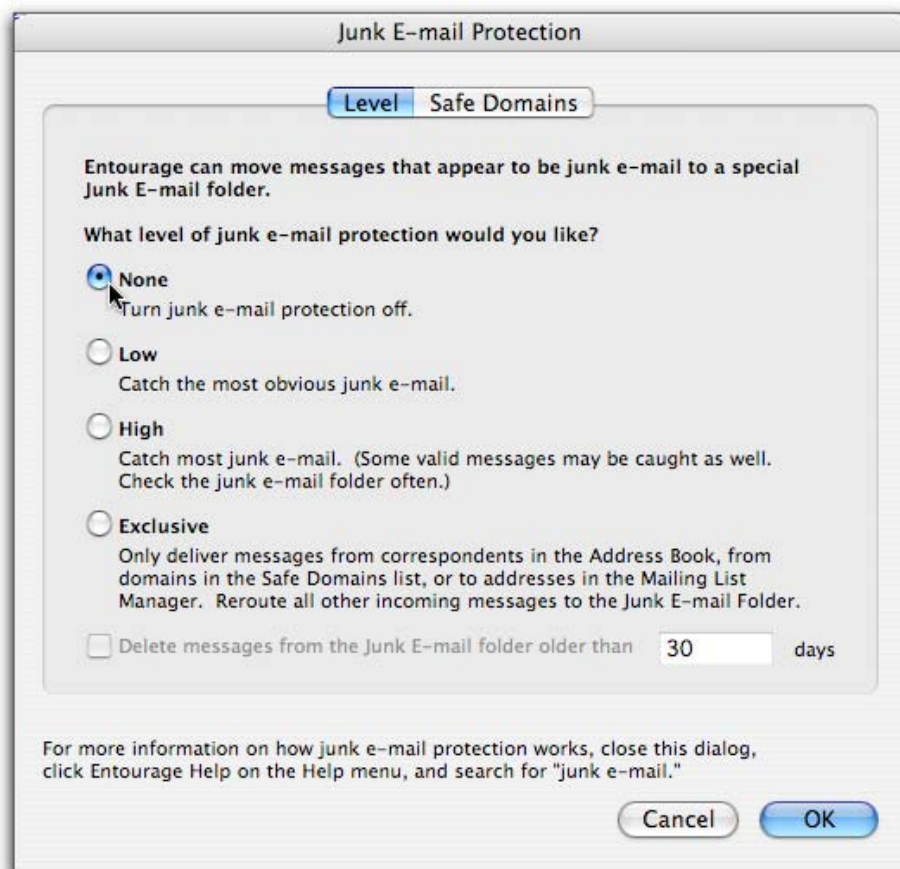 Junk E-mail Protection
Level
Safe Domains
Entourage can move messages that appear to be junk e-mail to a special
Junk E-mail folder.
What level of junk e-mail protection would you like?
None
Turn junk e-mail protection off.
Low
Catch the most obvious junk e-mail.
High
Catch most junk e-mail.  (Some valid messages may be caught as well.
Check the junk e-mail folder often.)
Exclusive
Only deliver messages from correspondents in the Address Book, from
domains in the Safe Domains list, or to addresses in the Mailing List
Manager.  Reroute all other incoming messages to the Junk E-mail Folder.
Delete messages from the Junk E-mail folder older than 30 days
For more information on how junk e-mail protection works, close this dialog,
click Entourage Help on the Help menu, and search for "junk e-mail."
Cancel
OK